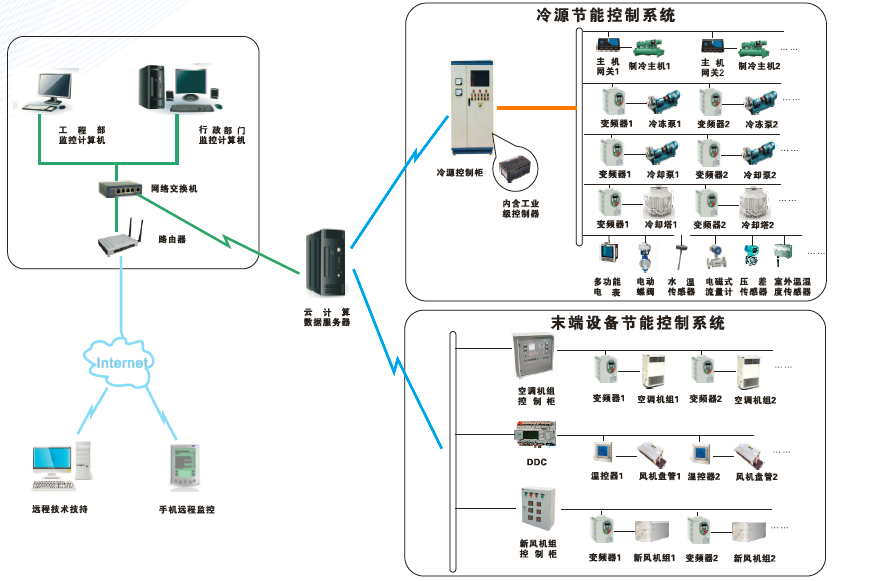 冷源节能控制系统
工程部
监控计算机
行政部门
监控计算机
网络交换机
路由器
云计算
数据服务器
Internet
远程技术技持
手机远程监控
冷源控制柜
内含工业
级控制器
主机
网关1
制冷主机1
主机
网关2
制冷主机2
……
变频器1
冷冻泵1
变频器2
冷冻泵2
……
变频器1
冷却泵1
变频器2
冷却泵2
……
变频器1
冷却塔1
变频器2
冷却塔2
……
多功能
电表
电动
蝶阀
水温
传感器
电磁式
流量计
压差
传感器
室外温湿
度传感器
……
末端设备节能控制系统
空调机组
控制柜
变频器1
空调机组1
变频器2
空调机组2
……
DDC
温控器1
风机盘管1
温控器2
风机盘管2
……
新风机组
控制柜
变频器1
新风机组1
变频器2
新风机组2
……